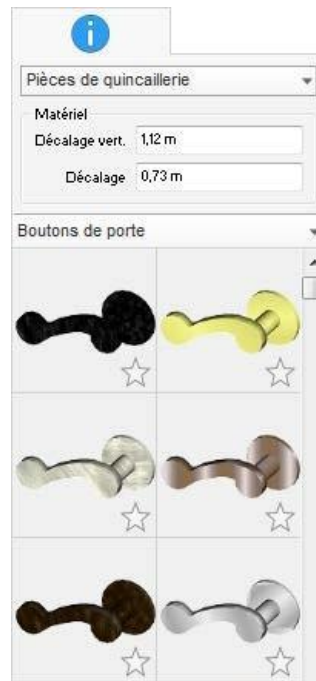 Pièces de quincaillerie
Matériel
Décalage vert. 1,12 m
Décalage 0,73 m
Boutons de porte